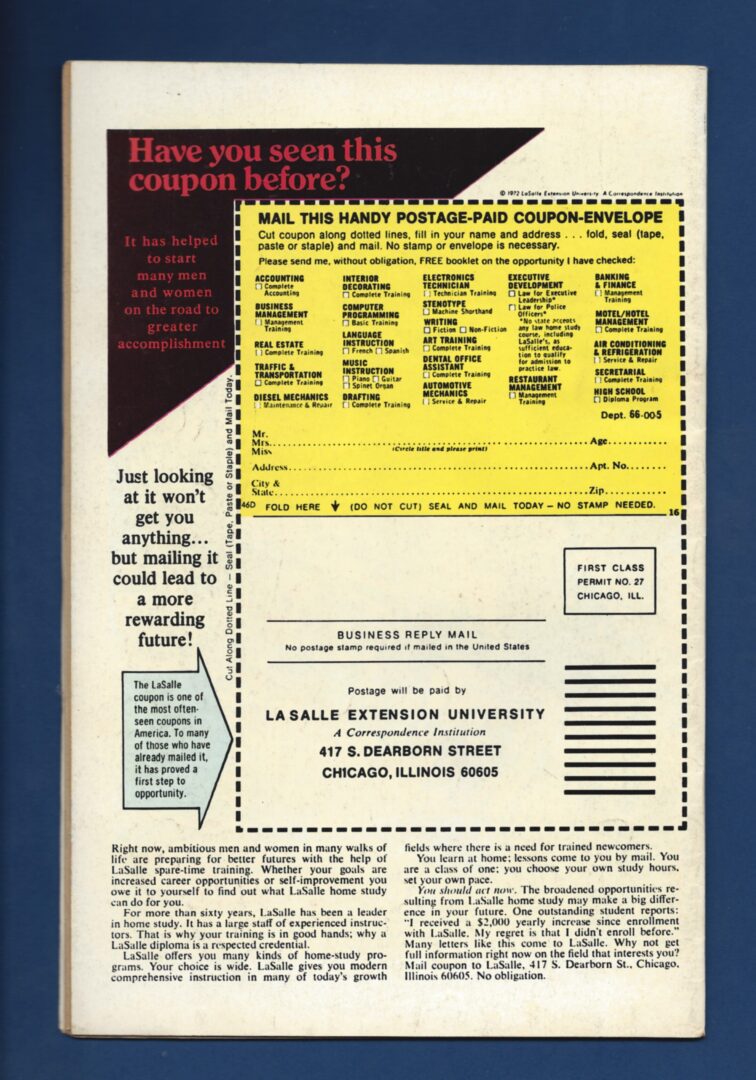 Have you seen this
coupon before?
© 1972 LaSalle Extension University A Correspondence Institution
It has helped
to start
many men
and women
on the road to
greater
accomplishment
MAIL THIS HANDY POSTAGE-PAID COUPON-ENVELOPE
Cut coupon along dotted lines, fill in your name and address . . . fold, seal (tape,
paste or staple) and mail. No stamp or envelope is necessary.
Please send me, without obligation, FREE booklet on the opportunity I have checked:
ACCOUNTING
Complete
Accounting
BUSINESS
MANAGEMENT
Management
Training
REAL ESTATE
Complete Training
TRAFFIC &
TRANSPORTATION
Complete Training
DIESEL MECHANICS
Maintenance & Repair
INTERIOR
DECORATING
Complete Training
COMPUTER
PROGRAMMING
Basic Training
LANGUAGE
INSTRUCTION
French Spanish
MUSIC
INSTRUCTION
Piano Guitar
Spinet Organ
DRAFTING
Complete Training
ELECTRONICS
TECHNICIAN
Technician Training
STENOTYPE
Machine Shorthand
WRITING
Fiction Non-Fiction
ART TRAINING
Complete Training
DENTAL OFFICE
ASSISTANT
Complete Training
AUTOMOTIVE
MECHANICS
Service & Repair
EXECUTIVE
DEVELOPMENT
Law for Executive
Leadership*
Law for Police
Officers*
*No state accepts
any law home study
course, including
LaSalle's, as
sufficient educa-
tion to qualify
for admission to
practice law.
RESTAURANT
MANAGEMENT
Management
Training
BANKING
& FINANCE
Management
Training
MOTEL/HOTEL
MANAGEMENT
Complete Training
AIR CONDITIONING
& REFRIGERATION
Service & Repair
SECRETARIAL
Complete Training
HIGH SCHOOL
Diploma Program
Dept. 66-005
Mr.
Mrs. Age
Miss (Circle title and please print)
Address Apt. No.
City &
State Zip
46D FOLD HERE (DO NOT CUT) SEAL AND MAIL TODAY – NO STAMP NEEDED. 16
Cut Along Dotted Line – Seal (Tape, Paste or Staple) and Mail Today.
Just looking
at it won't
get you
anything...
but mailing it
could lead to
a more
rewarding
future!
The LaSalle
coupon is one of
the most often-
seen coupons in
America. To many
of those who have
already mailed it,
it has proved a
first step to
opportunity.
FIRST CLASS
PERMIT NO. 27
CHICAGO, ILL.
BUSINESS REPLY MAIL
No postage stamp required if mailed in the United States
Postage will be paid by
LA SALLE EXTENSION UNIVERSITY
A Correspondence Institution
417 S. DEARBORN STREET
CHICAGO, ILLINOIS 60605
Right now, ambitious men and women in many walks of
life are preparing for better futures with the help of
LaSalle spare-time training. Whether your goals are
increased career opportunities or self-improvement you
owe it to yourself to find out what LaSalle home study
can do for you.
For more than sixty years, LaSalle has been a leader
in home study. It has a large staff of experienced instruc-
tors. That is why your training is in good hands; why a
LaSalle diploma is a respected credential.
LaSalle offers you many kinds of home-study pro-
grams. Your choice is wide. LaSalle gives you modern
comprehensive instruction in many of today's growth
fields where there is a need for trained newcomers.
You learn at home; lessons come to you by mail. You
are a class of one; you choose your own study hours,
set your own pace.
You should act now. The broadened opportunities re-
sulting from LaSalle home study may make a big differ-
ence in your future. One outstanding student reports:
"I received a $2,000 yearly increase since enrollment
with LaSalle. My regret is that I didn't enroll before."
Many letters like this come to LaSalle. Why not get
full information right now on the field that interests you?
Mail coupon to LaSalle, 417 S. Dearborn St., Chicago,
Illinois 60605. No obligation.